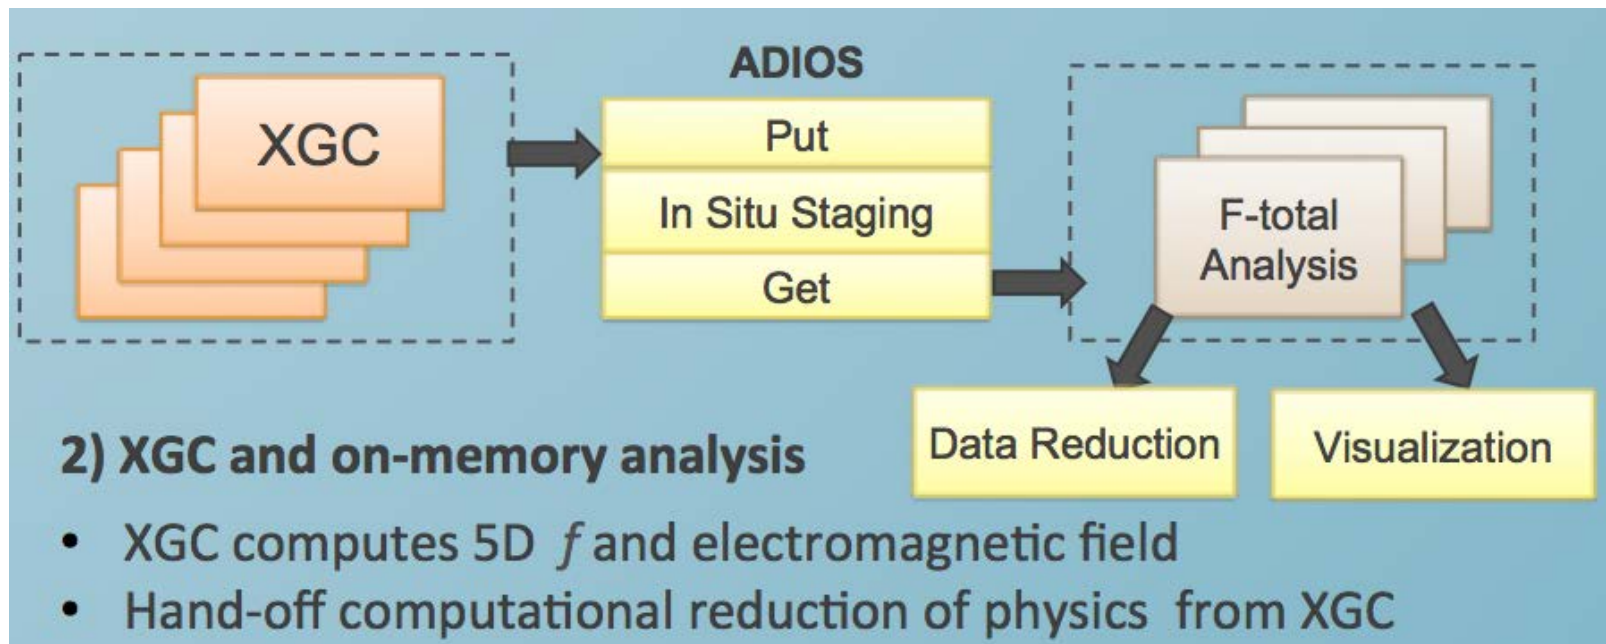 ADIOS
XGC
Put
In Situ Staging
Get
F-total
Analysis
Data Reduction
Visualization
2) XGC and on-memory analysis
• XGC computes 5D f and electromagnetic field
• Hand-off computational reduction of physics from XGC